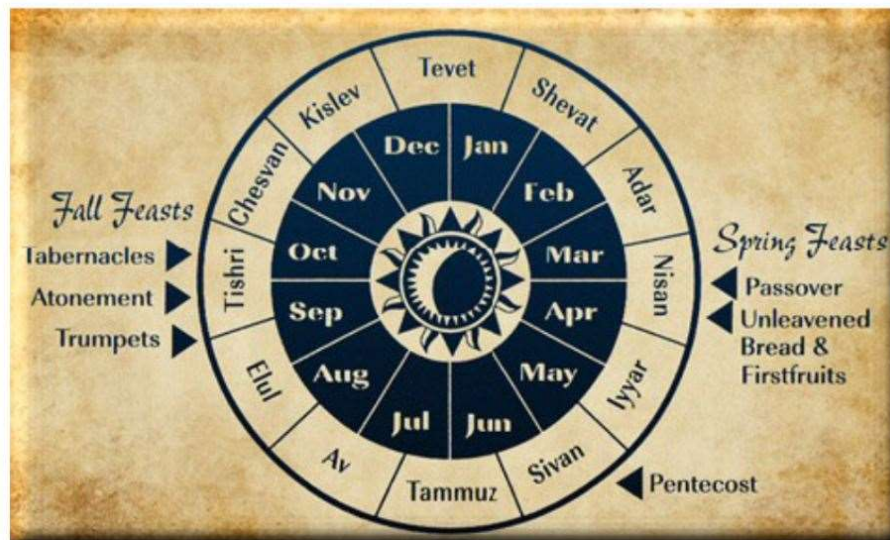 Tevet
Shevat
Adar
Nisan
Iyyar
Sivan
Tammuz
Av
Elul
Tishri
Chesvan
Kislev
Jan
Feb
Mar
Apr
May
Jun
Jul
Aug
Sep
Oct
Nov
Dec
Fall Feasts
Tabernacles
Atonement
Trumpets
Spring Feasts
Passover
Unleavened
Bread &
Firstfruits
Pentecost